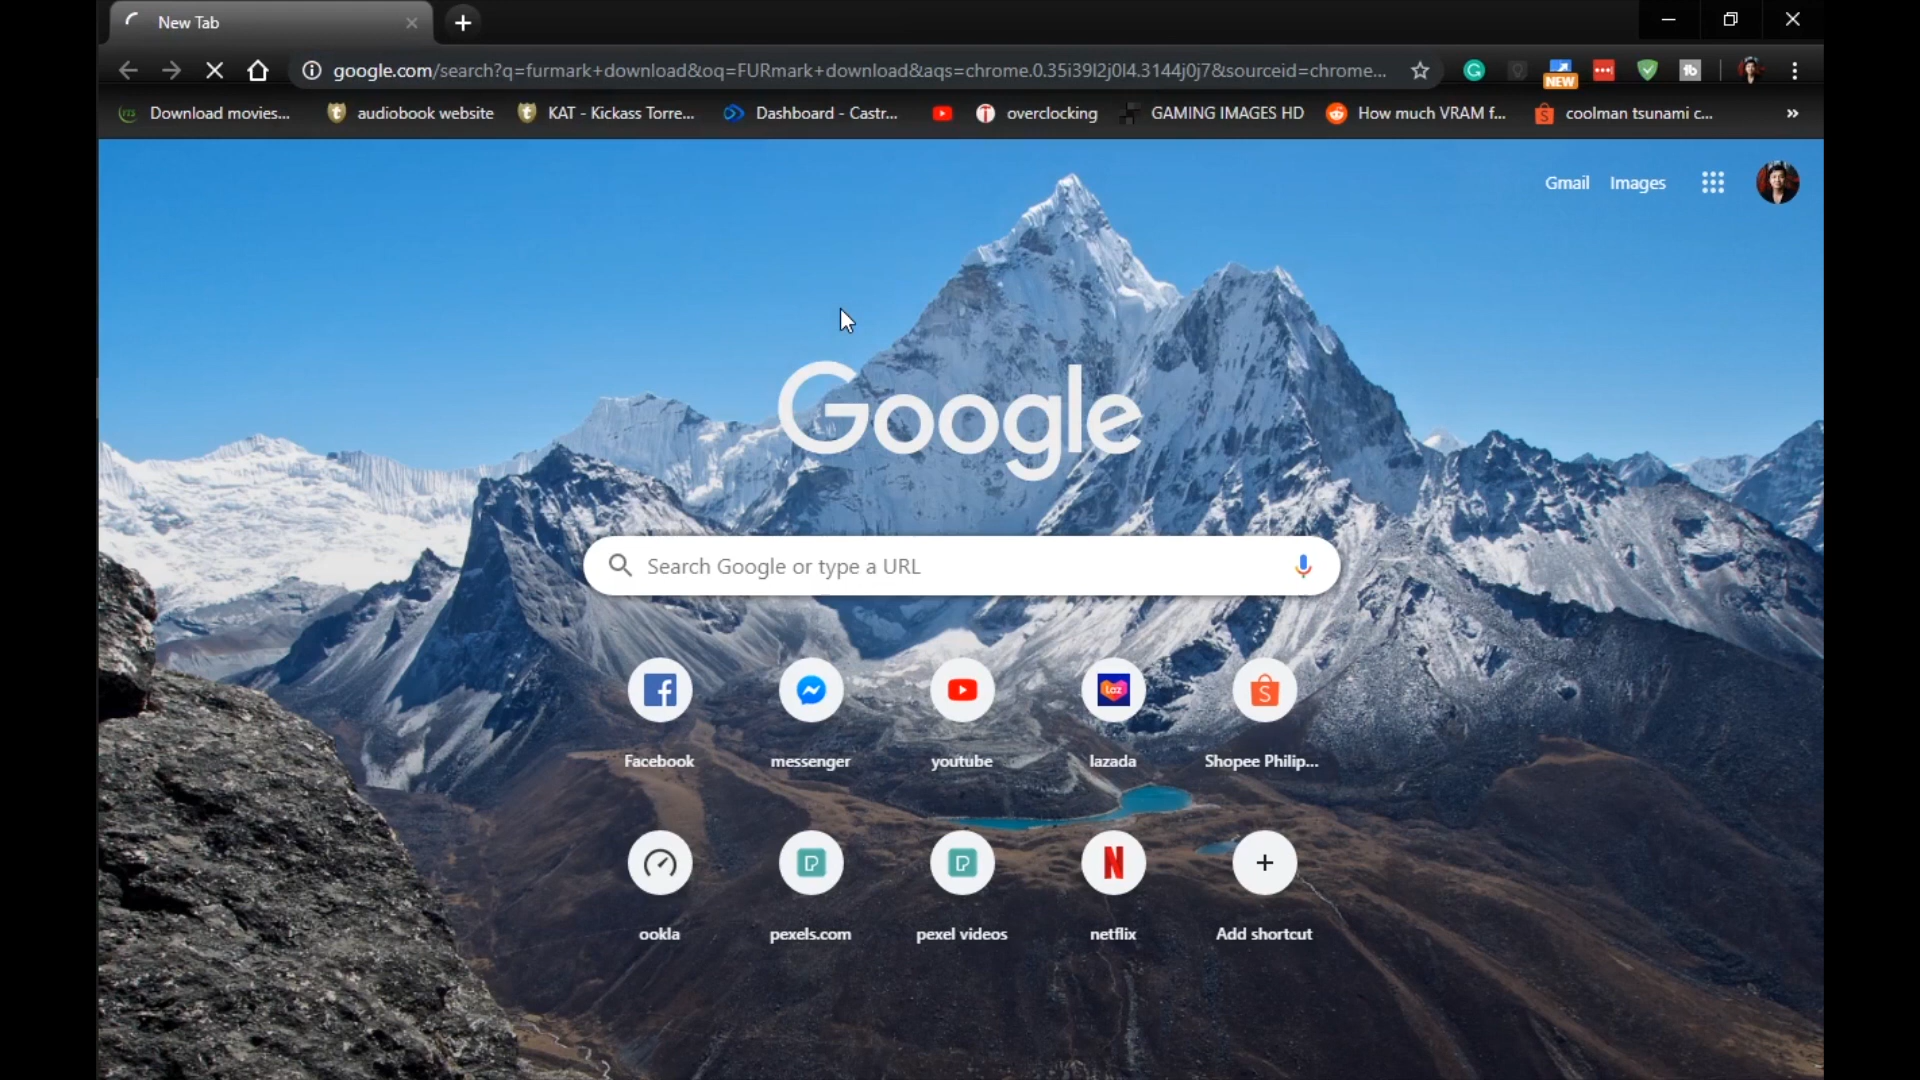 New Tab
google.com/search?q=furmark+download&oq=FURmark+download&aqs=chrome.0.35i39l2j0l4.3144j0j7&sourceid=chrome...
NEW
Download movies... audiobook website KAT - Kickass Torre... Dashboard - Castr... overclocking GAMING IMAGES HD How much VRAM f... coolman tsunami c... »
Gmail Images
Google
Search Google or type a URL
Facebook messenger youtube lazada Shopee Philip...
ookla pexels.com pexel videos netflix Add shortcut